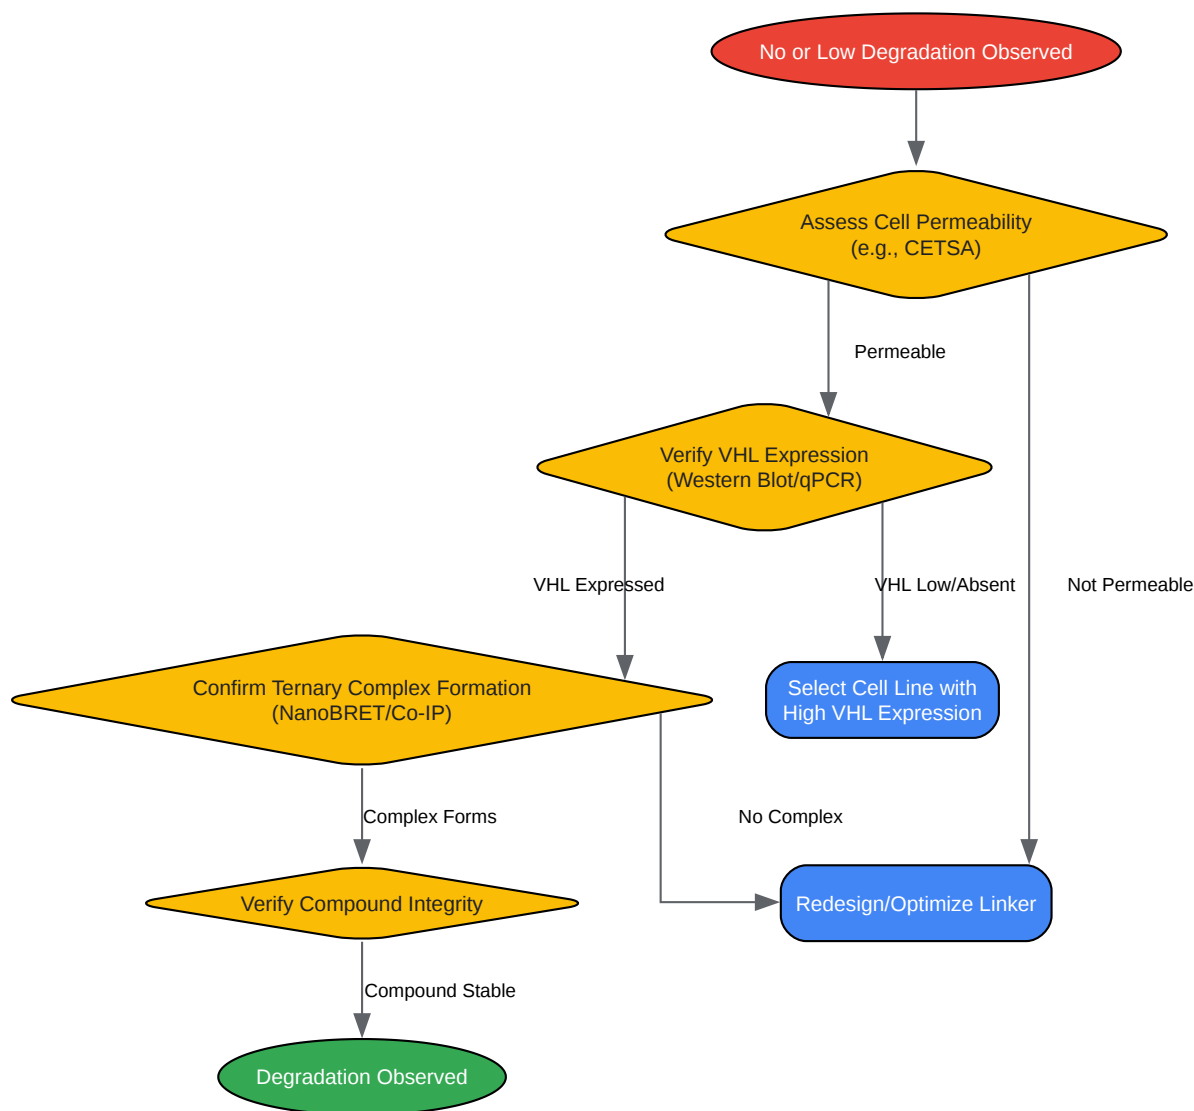 No or Low Degradation Observed
Assess Cell Permeability
(e.g., CETSA)
Permeable
Verify VHL Expression
(Western Blot/qPCR)
VHL Expressed
VHL Low/Absent
Not Permeable
Confirm Ternary Complex Formation
(NanoBRET/Co-IP)
Select Cell Line with
High VHL Expression
Complex Forms
No Complex
Verify Compound Integrity
Redesign/Optimize Linker
Compound Stable
Degradation Observed